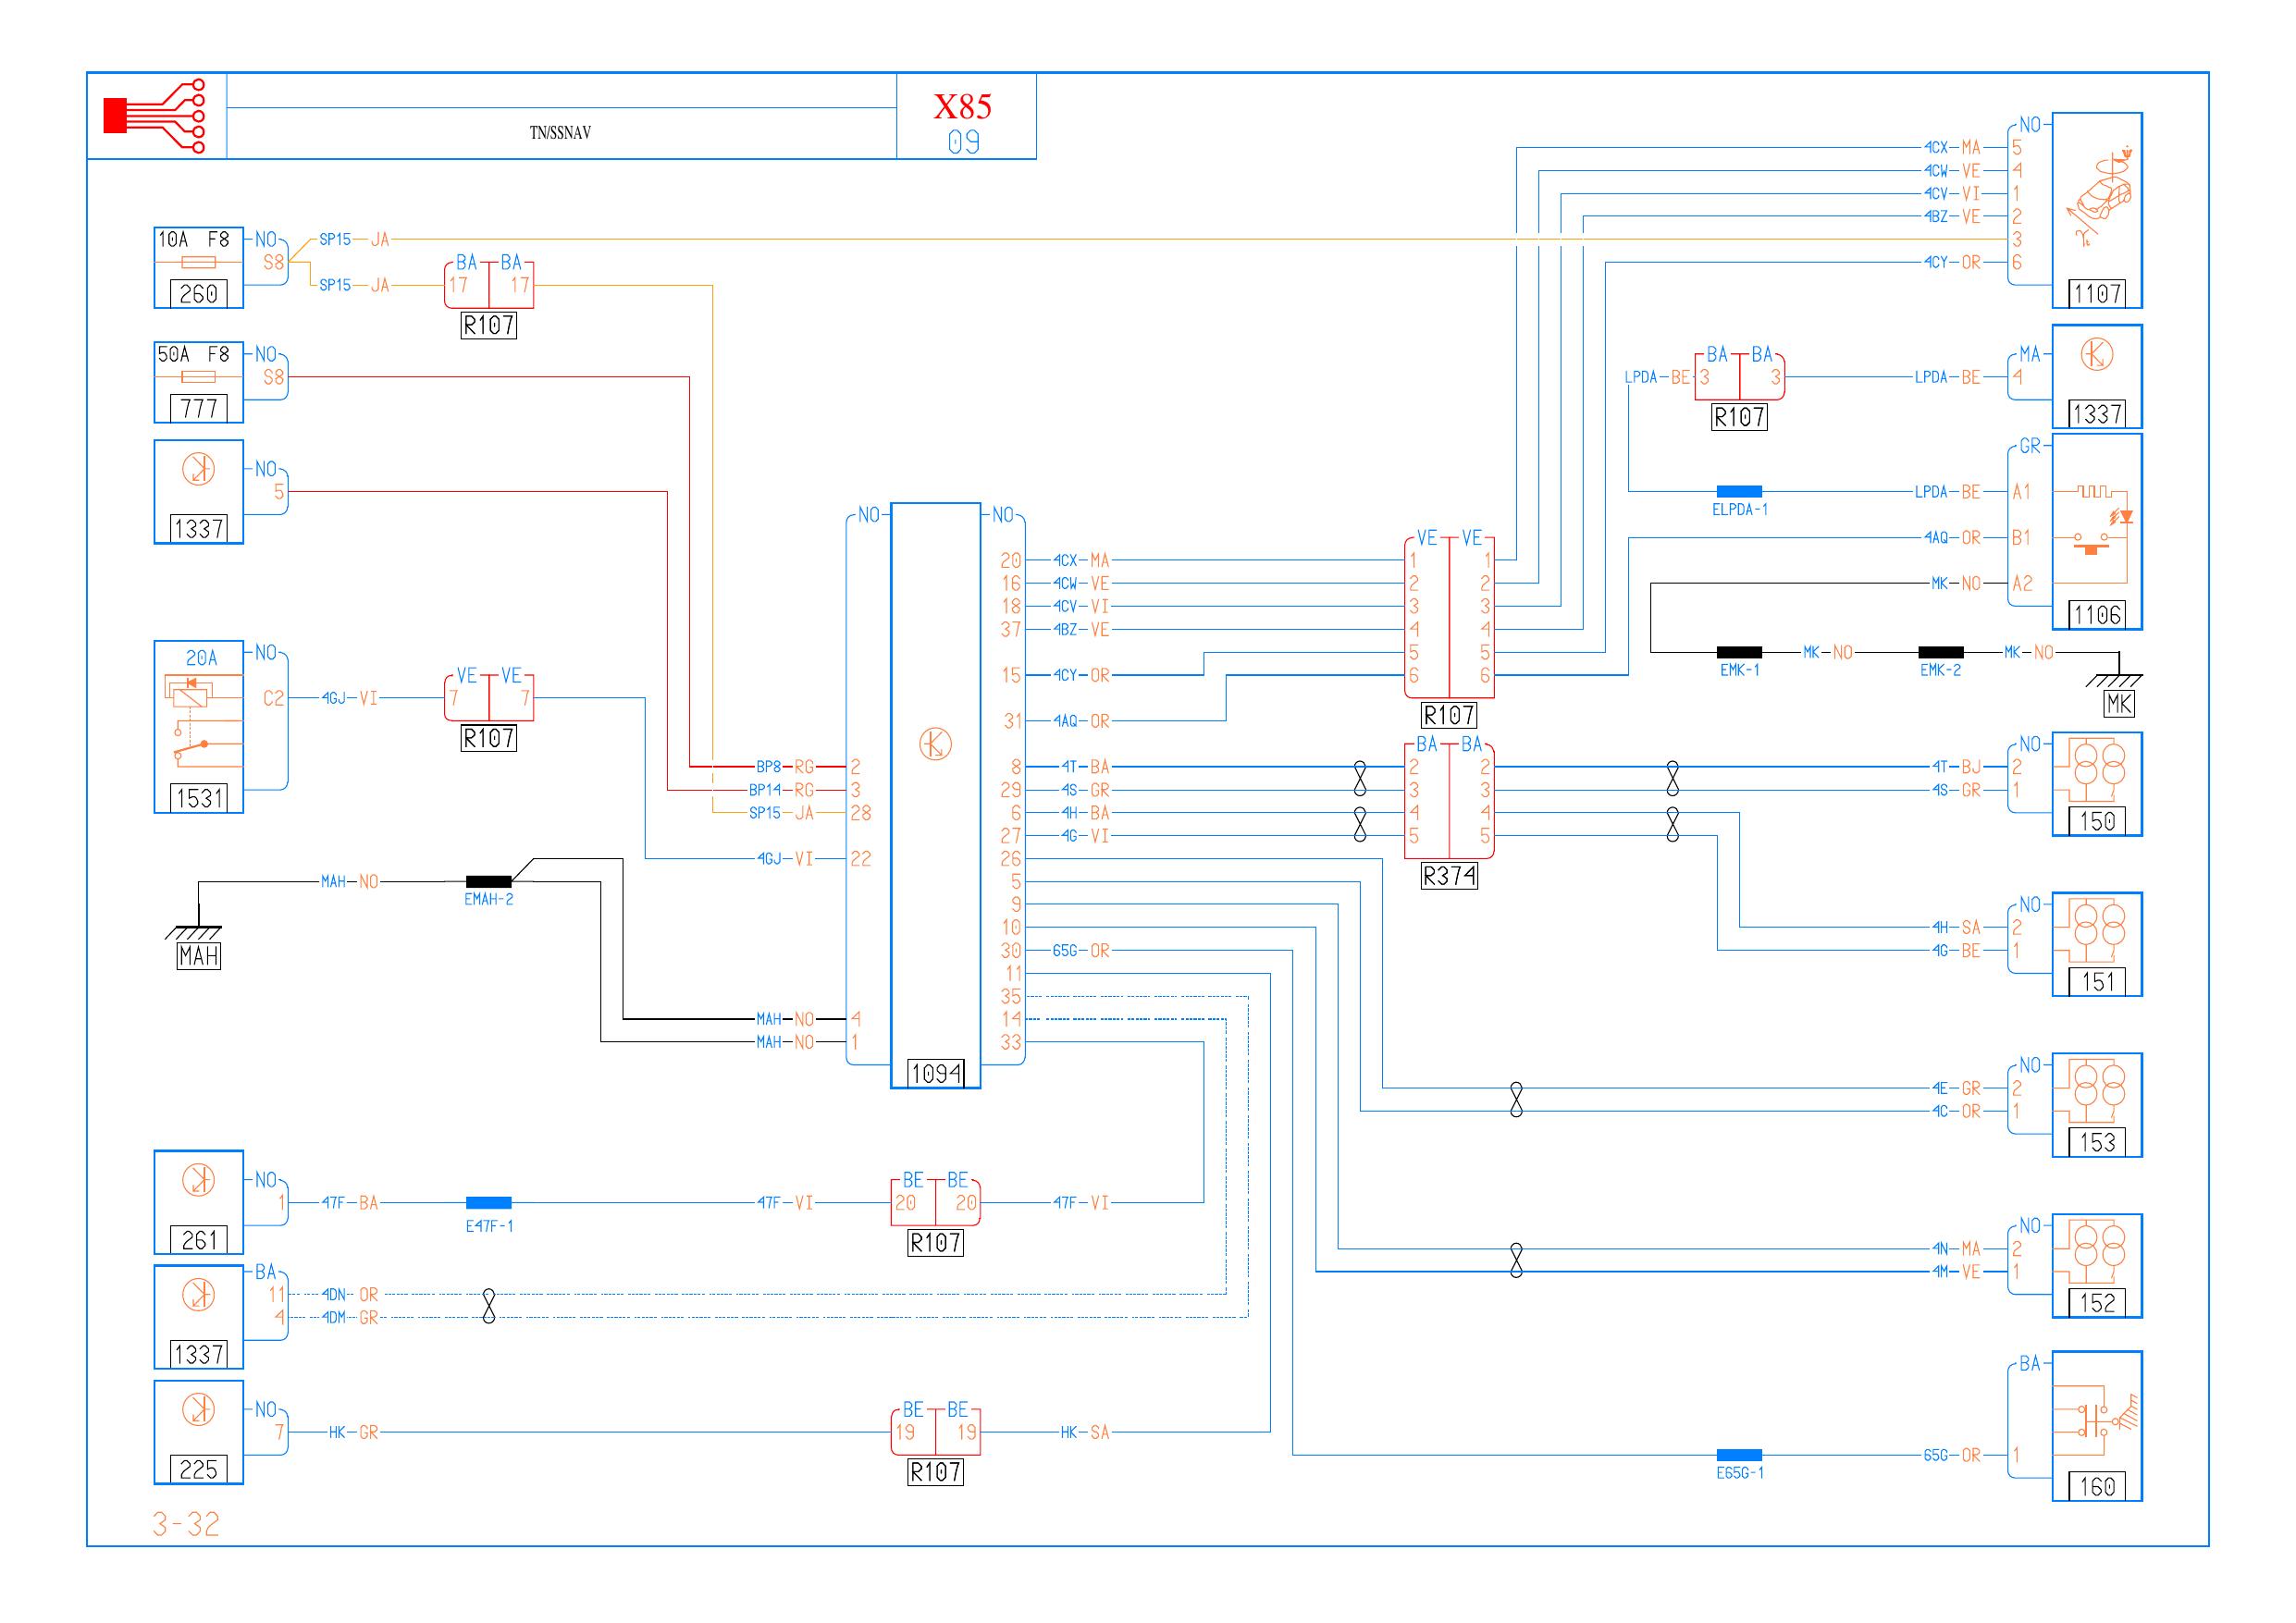 X85
TN/SSNAV
09
10A F8
NO
S8
260
SP15 JA
SP15 JA
BA BA
17 17
R107
50A F8
NO
S8
777
NO
5
1337
20A
NO
C2
1531
4GJ VI
VE VE
7 7
R107
MAH NO
EMAH-2
MAH
NO
1
261
47F BA
E47F-1
47F VI
BE BE
20 20
R107
47F VI
BA
11
4
1337
4DN OR
4DM GR
NO
7
225
HK GR
BE BE
19 19
R107
HK SA
3-32
NO
BP8 RG 2
BP14 RG 3
SP15 JA 28
4GJ VI 22
MAH NO 4
MAH NO 1
1094
NO
20 4CX MA
16 4CW VE
18 4CV VI
37 4BZ VE
15 4CY OR
31 4AQ OR
8 4T BA
29 4S GR
6 4H BA
27 4G VI
26
5
9
10
30 65G OR
11
35
14
33
VE VE
1 1
2 2
3 3
4 4
5 5
6 6
R107
BA BA
2 2
3 3
4 4
5 5
R374
NO
4CX MA 5
4CW VE 4
4CV VI 1
4BZ VE 2
3
4CY OR 6
1107
LPDA BE
BA BA
3 3
R107
MA
LPDA BE 4
1337
GR
ELPDA-1
LPDA BE A1
4AQ OR B1
MK NO A2
1106
EMK-1
MK NO
EMK-2
MK NO
MK
NO
4T BJ 2
4S GR 1
150
NO
4H SA 2
4G BE 1
151
NO
4E GR 2
4C OR 1
153
NO
4N MA 2
4M VE 1
152
BA
E65G-1
65G OR 1
160